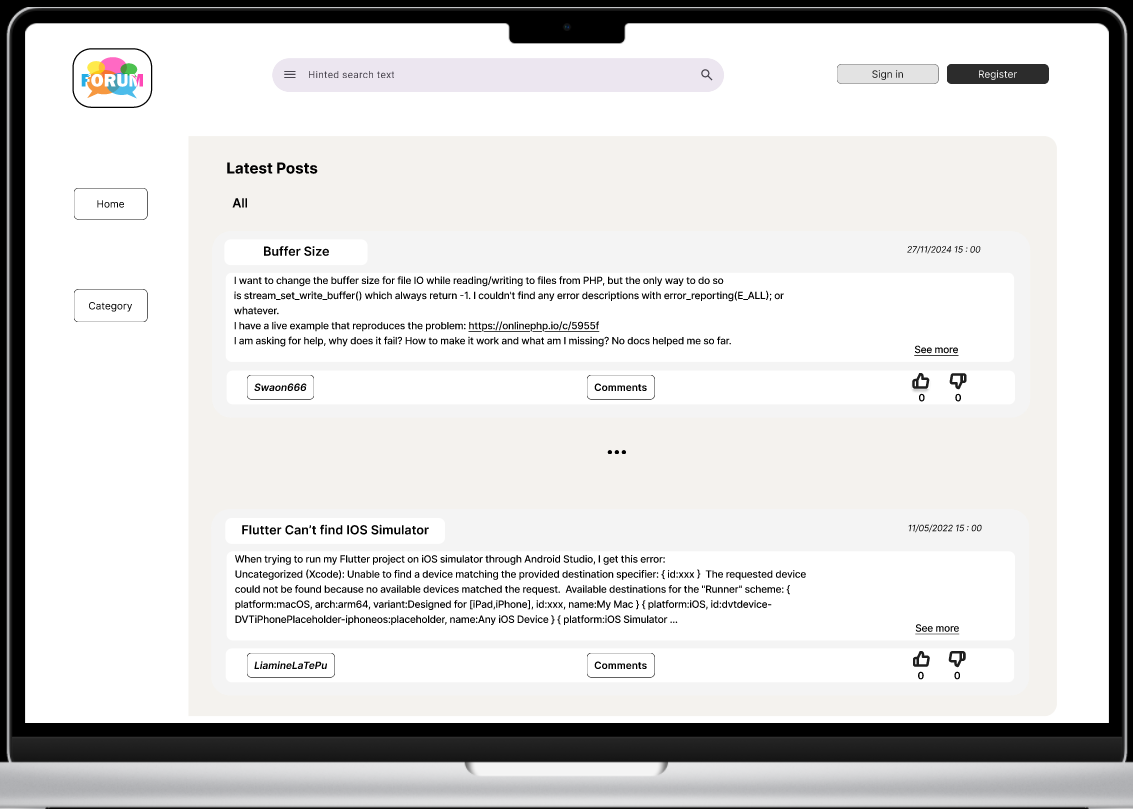 FORUM
Hinted search text
Sign in
Register
Home
Category
Latest Posts
All
Buffer Size
27/11/2024 15 : 00
I want to change the buffer size for file IO while reading/writing to files from PHP, but the only way to do so
is stream_set_write_buffer() which always return -1. I couldn't find any error descriptions with error_reporting(E_ALL); or
whatever.
I have a live example that reproduces the problem: https://onlinephp.io/c/5955f
I am asking for help, why does it fail? How to make it work and what am I missing? No docs helped me so far.
See more
Swaon666
Comments
0
0
•••
Flutter Can't find IOS Simulator
11/05/2022 15 : 00
When trying to run my Flutter project on iOS simulator through Android Studio, I get this error:
Uncategorized (Xcode): Unable to find a device matching the provided destination specifier: { id:xxx }  The requested device
could not be found because no available devices matched the request.  Available destinations for the "Runner" scheme: {
platform:macOS, arch:arm64, variant:Designed for [iPad,iPhone], id:xxx, name:My Mac } { platform:iOS, id:dvtdevice-
DVTiPhonePlaceholder-iphoneos:placeholder, name:Any iOS Device } { platform:iOS Simulator ...
See more
LiamineLaTePu
Comments
0
0